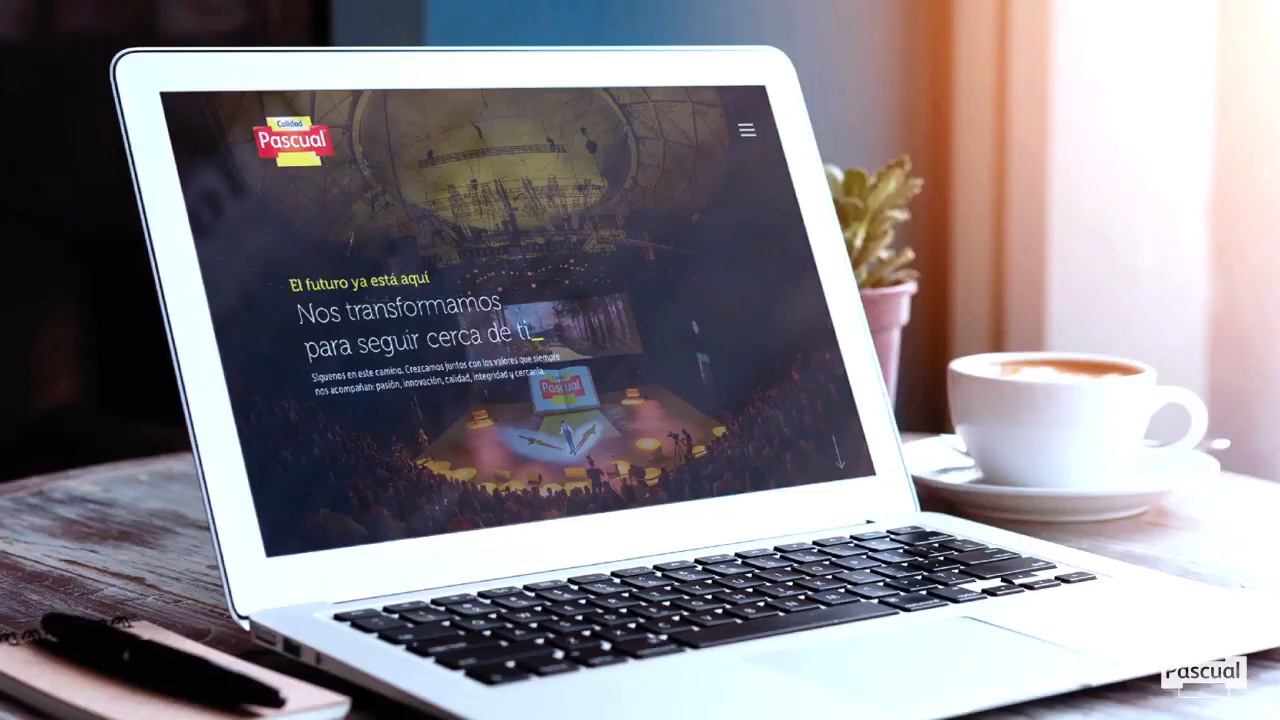 Calidad
Pascual
El futuro ya está aquí
Nos transformamos
para seguir cerca de ti_
Síguenos en este camino. Crezcamos juntos con los valores que siempre
nos acompañan: pasión, innovación, calidad, integridad y cercanía.
Pascual
Pascual